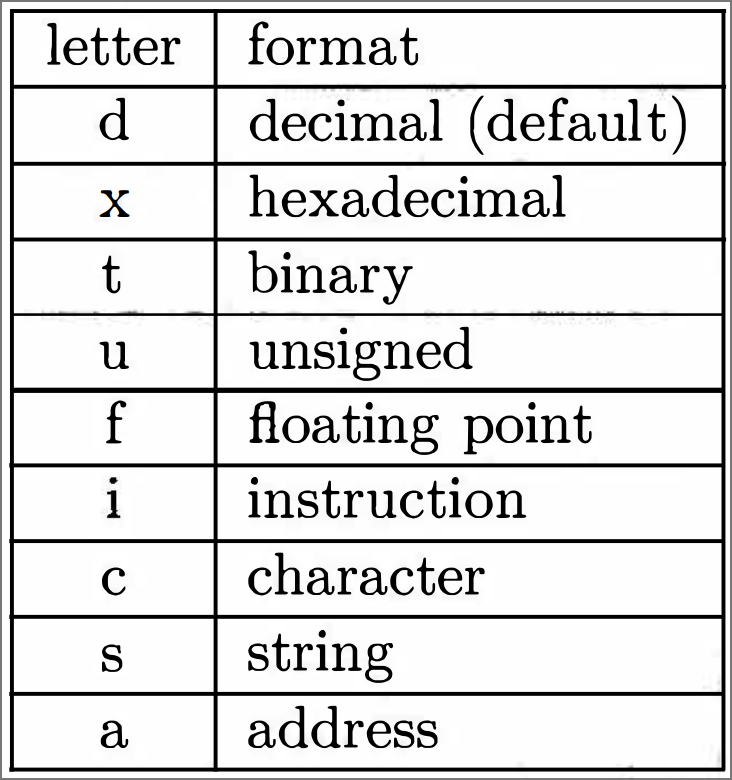 letter format
d decimal (default)
x hexadecimal
t binary
u unsigned
f floating point
i instruction
c character
s string
a address